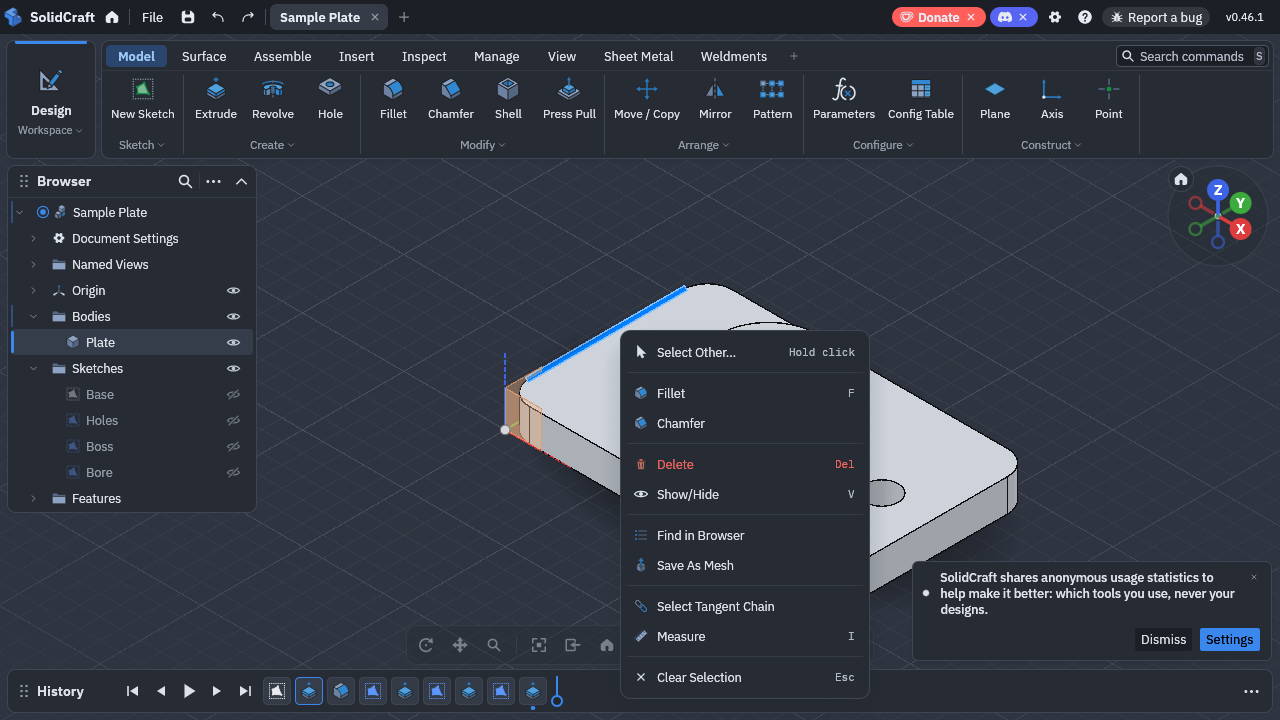 SolidCraft
File
Sample Plate
Donate
Report a bug
v0.46.1
Design
Workspace
Model
Surface
Assemble
Insert
Inspect
Manage
View
Sheet Metal
Weldments
Search commands
S
New Sketch
Extrude
Revolve
Hole
Fillet
Chamfer
Shell
Press Pull
Move / Copy
Mirror
Pattern
Parameters
Config Table
Plane
Axis
Point
Sketch
Create
Modify
Arrange
Configure
Construct
Browser
Sample Plate
Document Settings
Named Views
Origin
Bodies
Plate
Sketches
Base
Holes
Boss
Bore
Features
Z
Y
X
Select Other... Hold click
Fillet F
Chamfer
Delete Del
Show/Hide V
Find in Browser
Save As Mesh
Select Tangent Chain
Measure I
Clear Selection Esc
SolidCraft shares anonymous usage statistics to
help make it better: which tools you use, never your
designs.
Dismiss
Settings
History